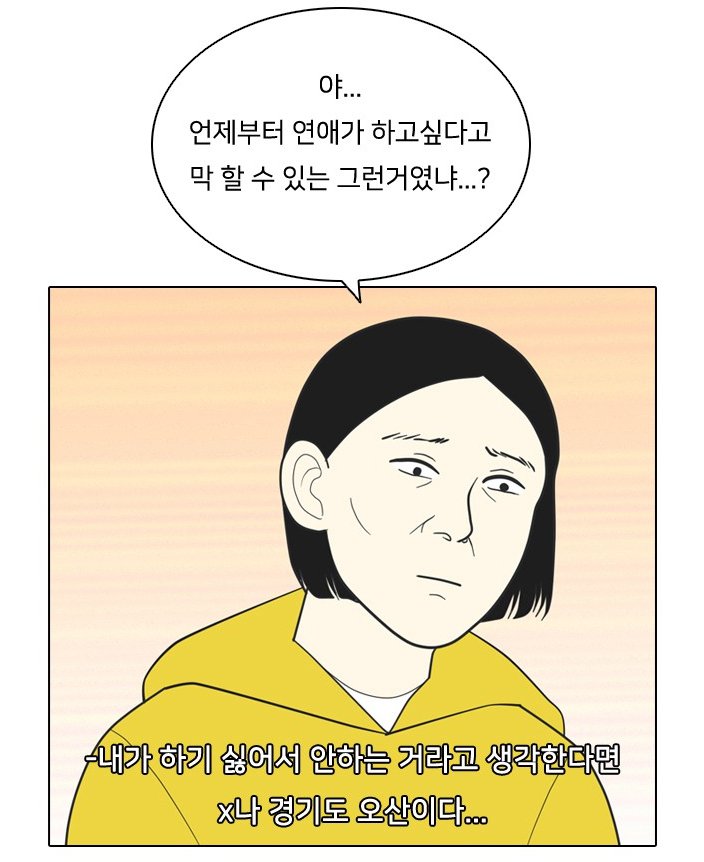 야...
언제부터 연애가 하고싶다고
막 할 수 있는 그런거였냐...?
-내가 하기 싫어서 안하는 거라고 생각한다면
x나 경기도 오산이다...